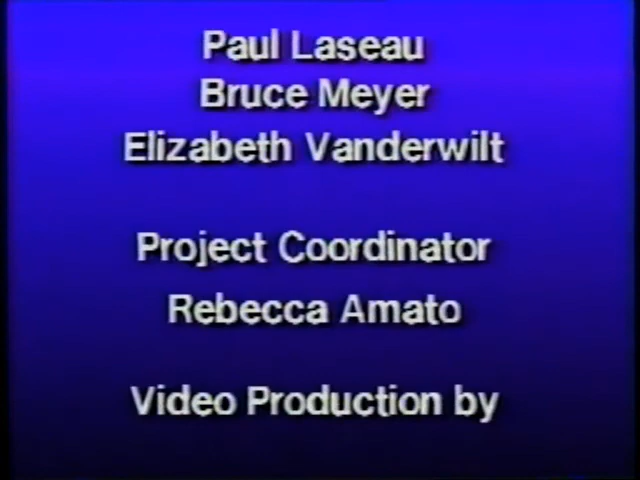 Paul Laseau
Bruce Meyer
Elizabeth Vanderwilt
Project Coordinator
Rebecca Amato
Video Production by